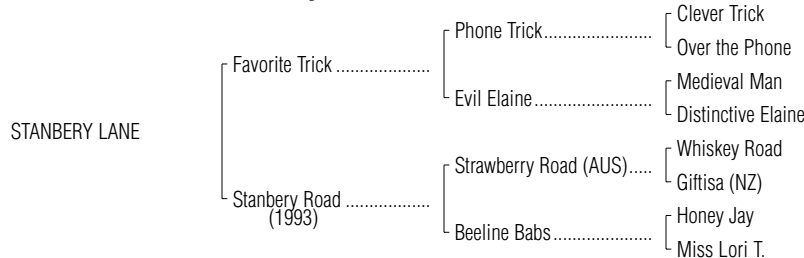 Clever Trick
Phone Trick......................
Over the Phone
Favorite Trick ....................
Medieval Man
Evil Elaine........................
Distinctive Elaine
STANBERY LANE
Whiskey Road
Strawberry Road (AUS).....
Giftisa (NZ)
Stanbery Road .................
(1993)
Honey Jay
Beeline Babs....................
Miss Lori T.